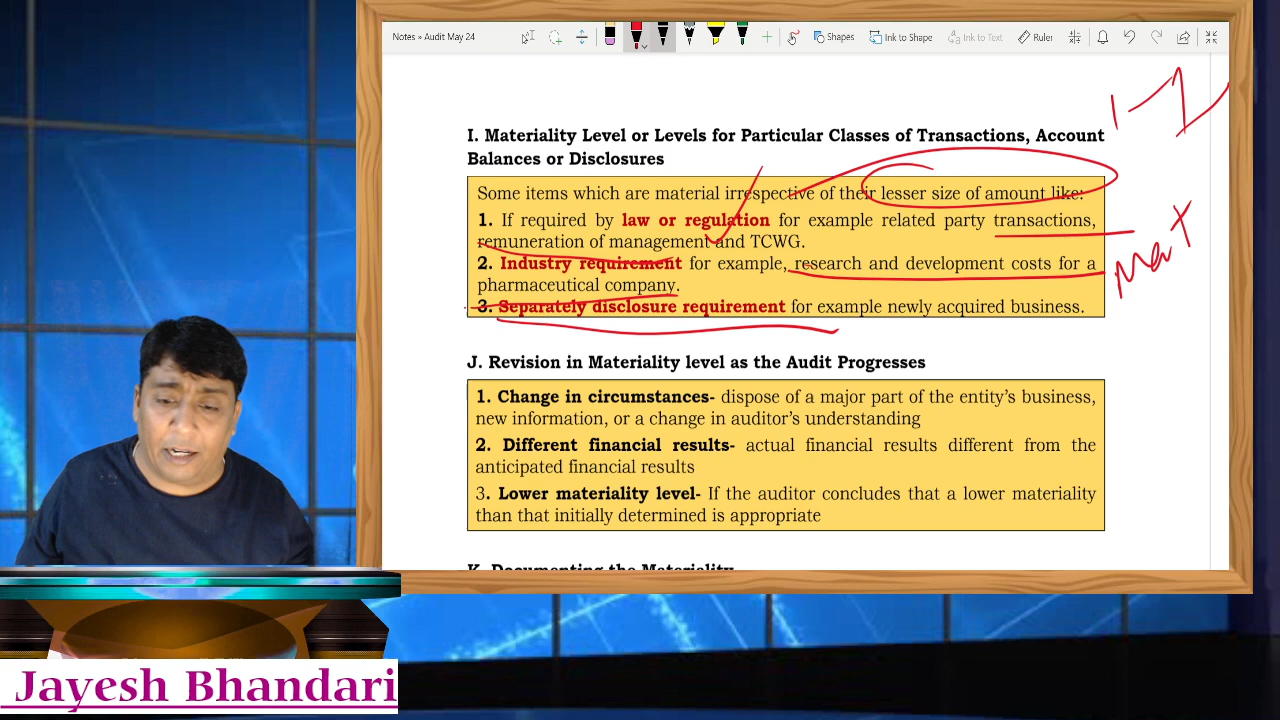 Notes » Audit May 24
Shapes
Ink to Shape
Ink to Text
Ruler
I. Materiality Level or Levels for Particular Classes of Transactions, Account
Balances or Disclosures
Some items which are material irrespective of their lesser size of amount like:
1. If required by law or regulation for example related party transactions,
remuneration of management and TCWG.
2. Industry requirement for example, research and development costs for a
pharmaceutical company.
3. Separately disclosure requirement for example newly acquired business.
Mat
J. Revision in Materiality level as the Audit Progresses
1. Change in circumstances- dispose of a major part of the entity's business,
new information, or a change in auditor's understanding
2. Different financial results- actual financial results different from the
anticipated financial results
3. Lower materiality level- If the auditor concludes that a lower materiality
than that initially determined is appropriate
K. Documenting the Materiality
Jayesh Bhandari